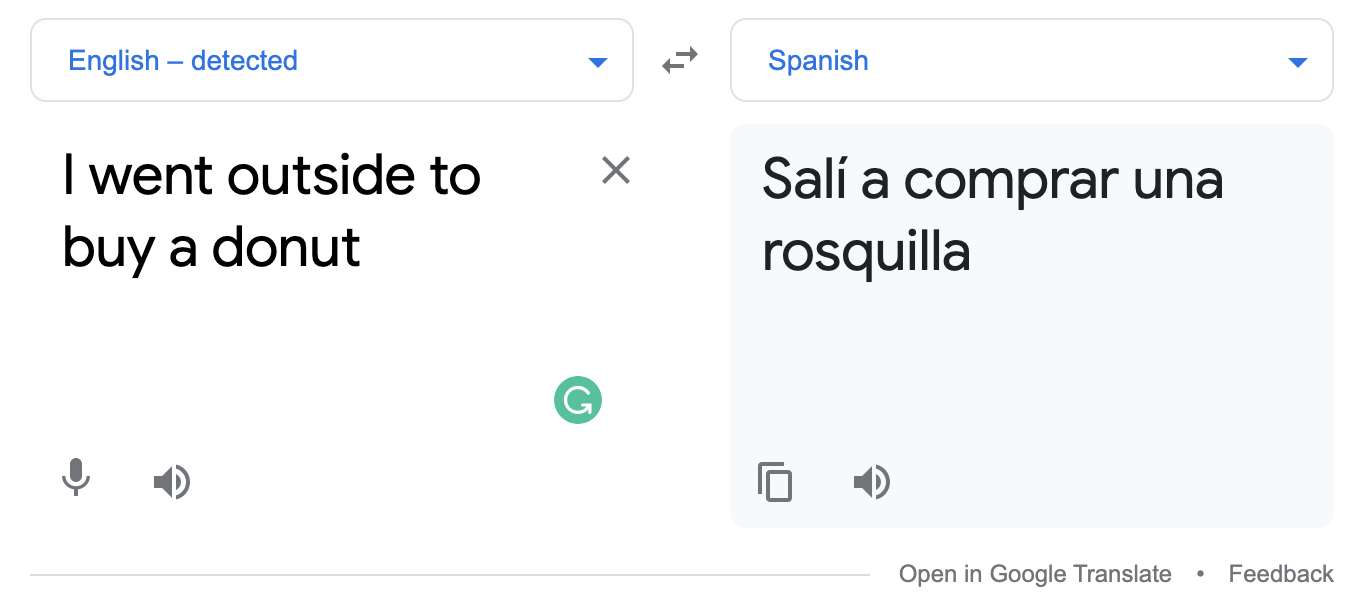 English – detected
Spanish
I went outside to
buy a donut
Salí a comprar una
rosquilla
Open in Google Translate • Feedback